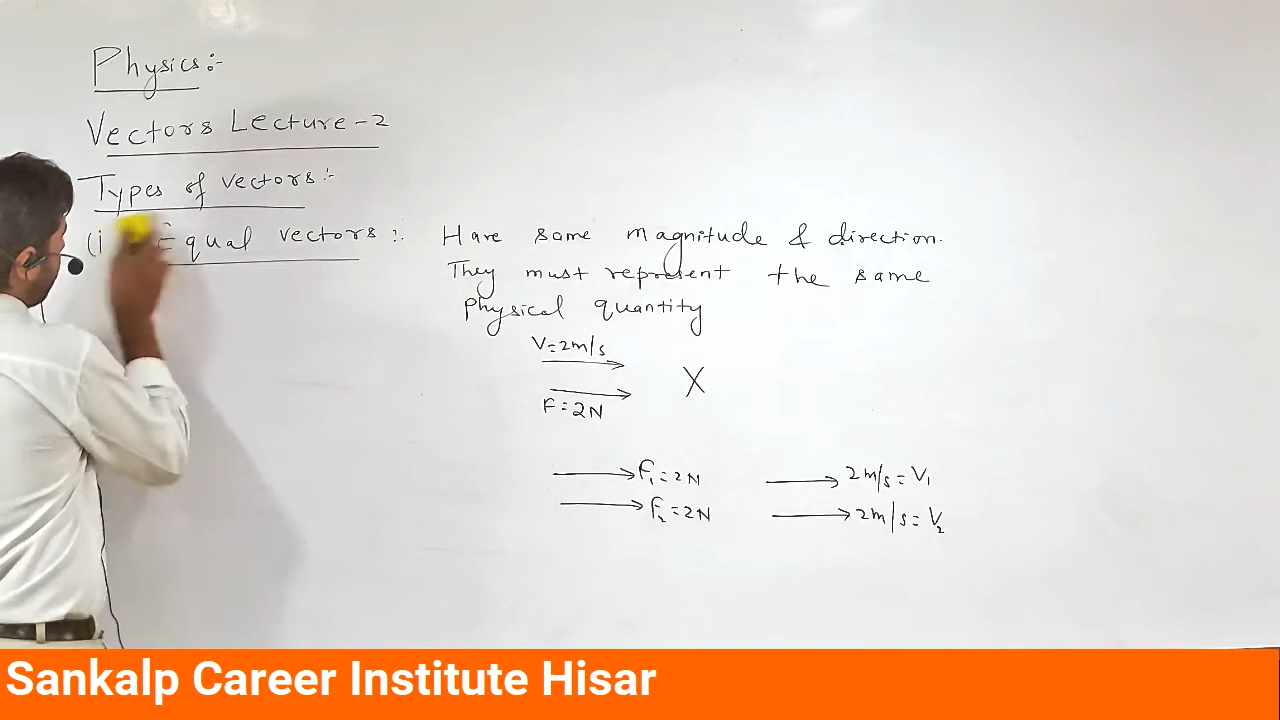 Physics:-
Vectors Lecture-2
Types of vectors:-
(i Equal vectors:. Have same magnitude & direction.
They must represent the same
physical quantity
V=2m/s
X
F=2N
F₁=2N 2m/s=V₁
F₂=2N 2m/s=V₂
Sankalp Career Institute Hisar